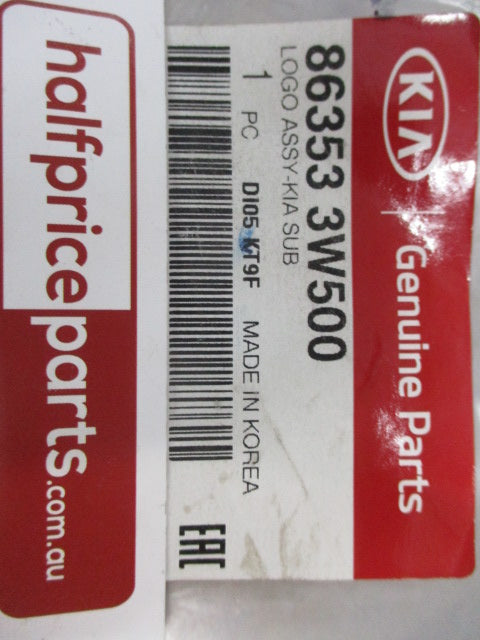 KIA | Genuine Parts
86353 3W500
LOGO ASSY-KIA SUB
1 PC DI05 KT9F MADE IN KOREA
EAC
halfpriceparts.com.au